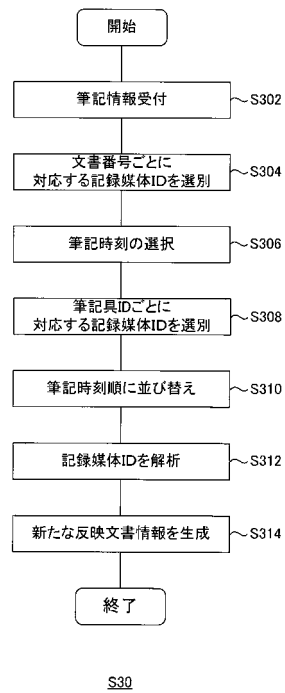 開始
筆記情報受付
S302
文書番号ごとに
対応する記録媒体IDを選別
S304
筆記時刻の選択
S306
筆記具IDごとに
対応する記録媒体IDを選別
S308
筆記時刻順に並び替え
S310
記録媒体IDを解析
S312
新たな反映文書情報を生成
S314
終了
S30